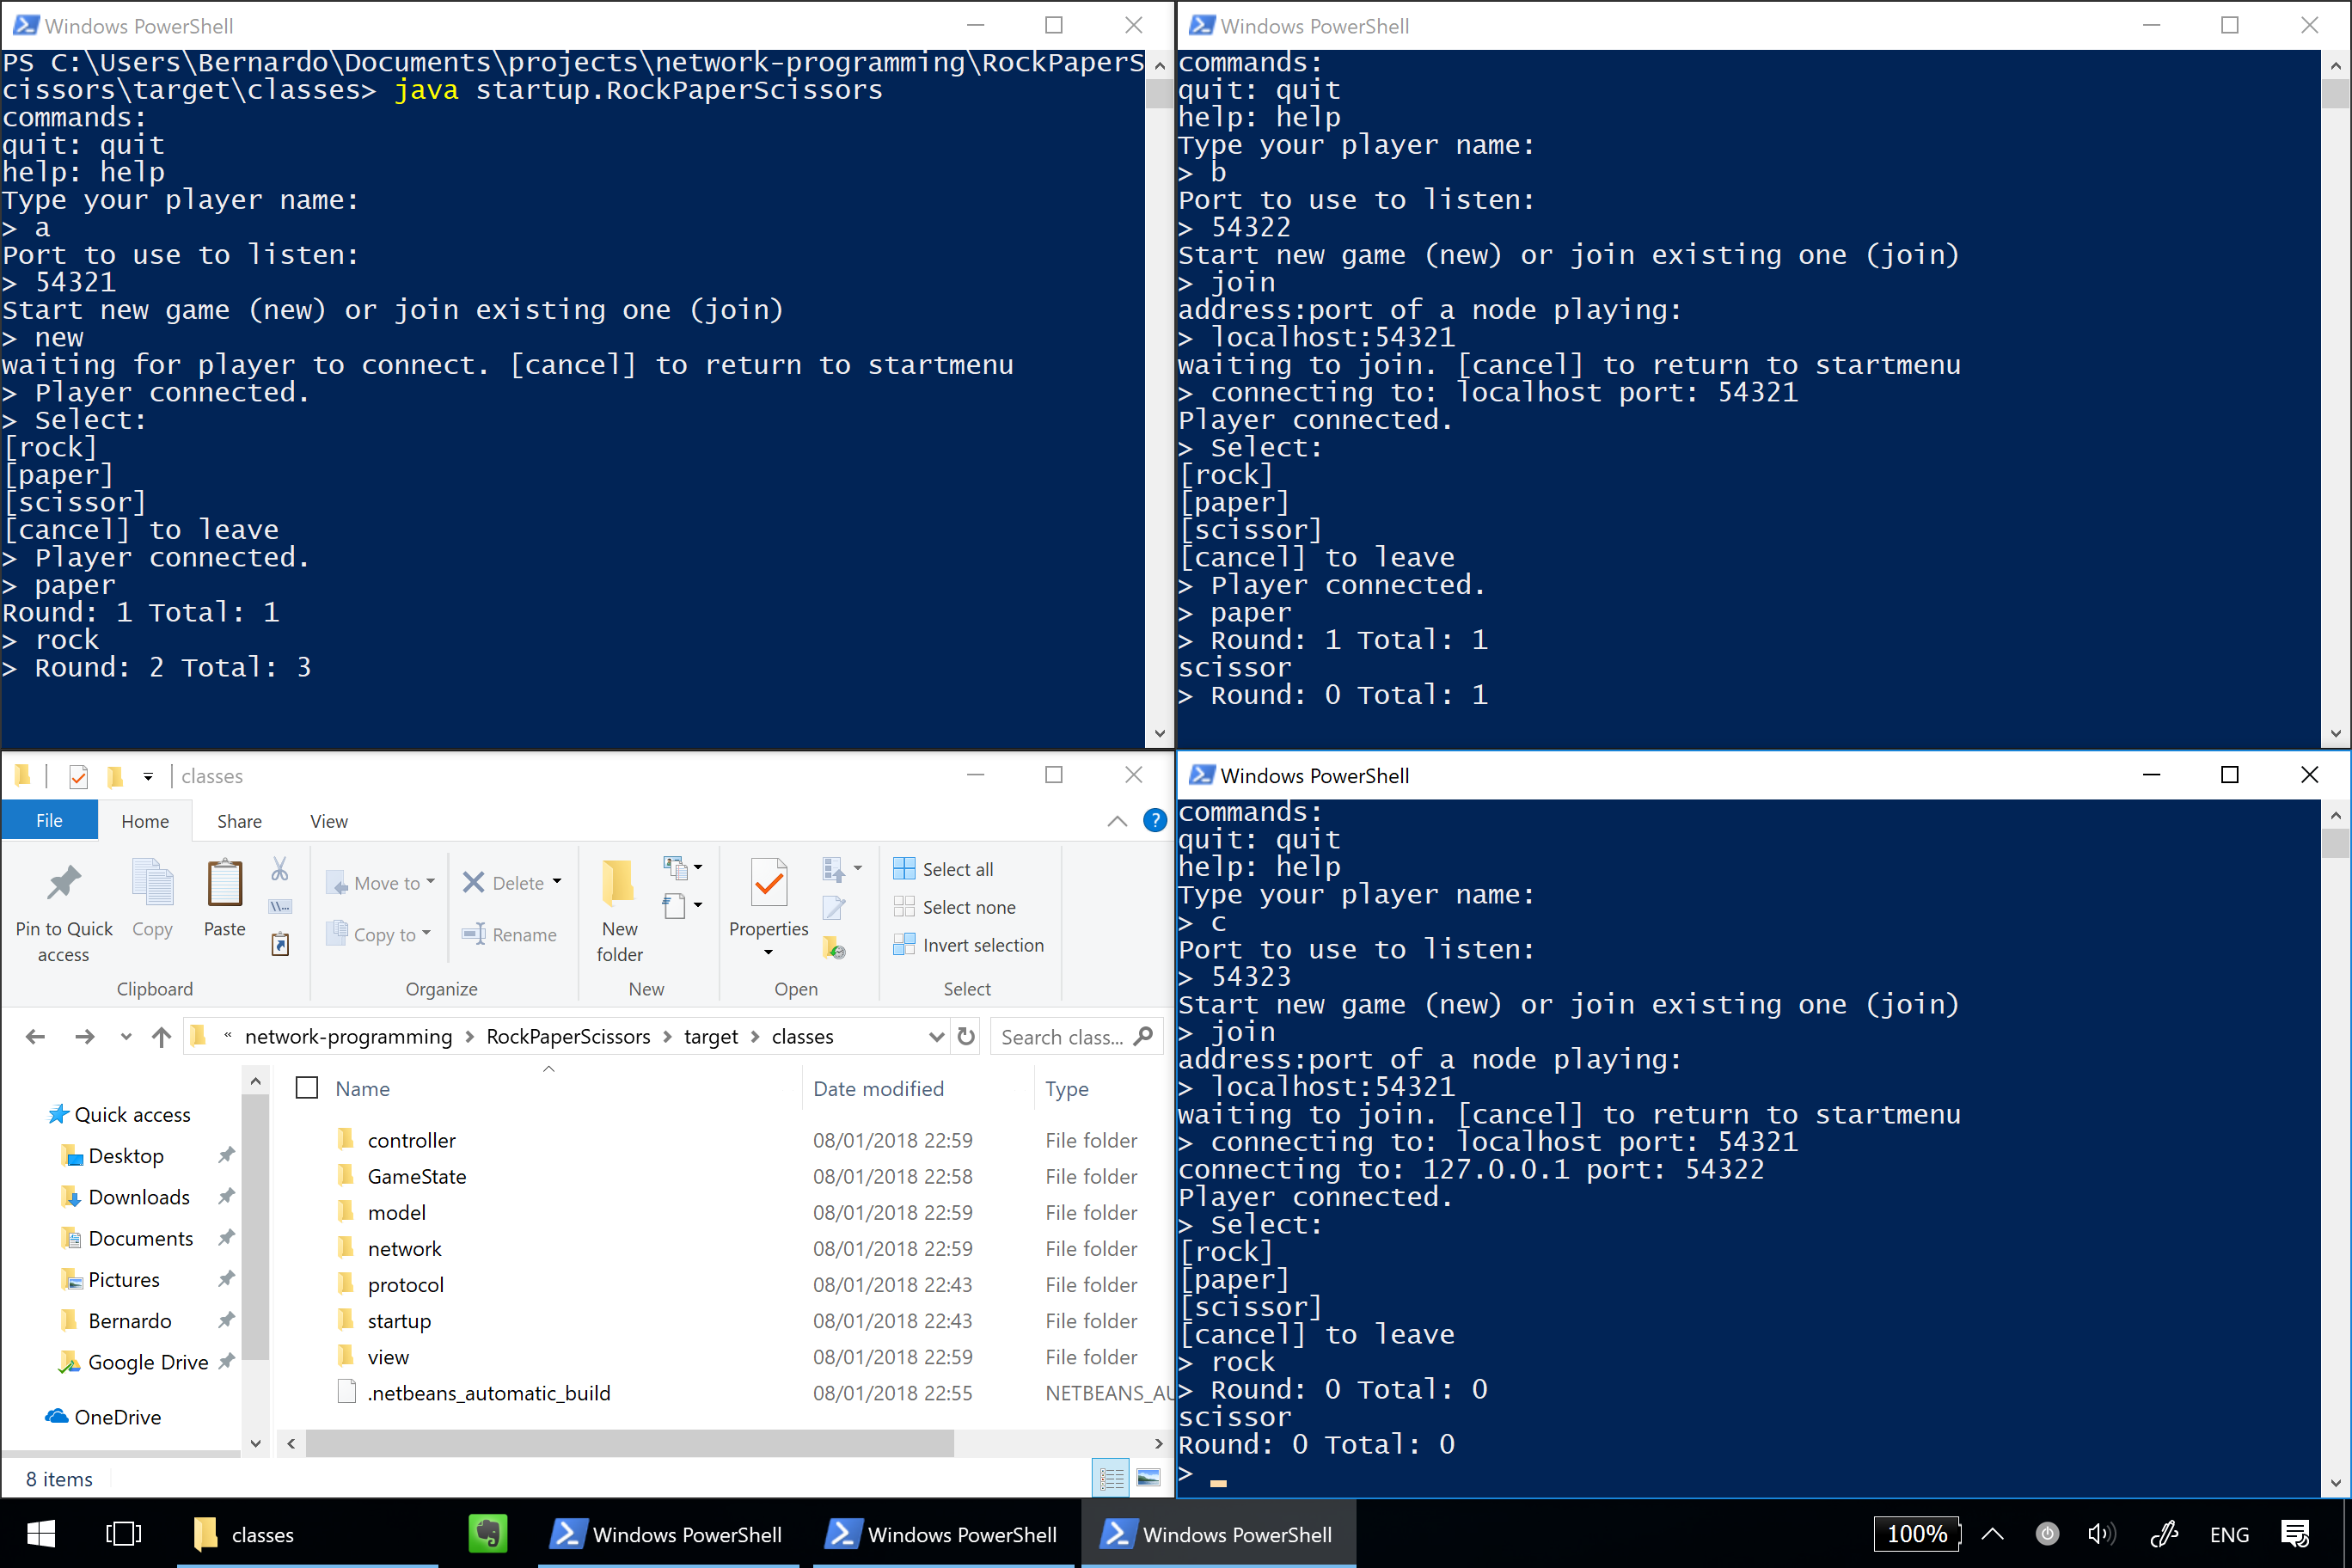 Windows PowerShell
PS C:\Users\Bernardo\Documents\projects\network-programming\RockPaperS
cissors\target\classes> java startup.RockPaperScissors
commands:
quit: quit
help: help
Type your player name:
> a
Port to use to listen:
> 54321
Start new game (new) or join existing one (join)
> new
waiting for player to connect. [cancel] to return to startmenu
> Player connected.
> Select:
[rock]
[paper]
[scissor]
[cancel] to leave
> Player connected.
> paper
Round: 1 Total: 1
> rock
> Round: 2 Total: 3
Windows PowerShell
commands:
quit: quit
help: help
Type your player name:
> b
Port to use to listen:
> 54322
Start new game (new) or join existing one (join)
> join
address:port of a node playing:
> localhost:54321
waiting to join. [cancel] to return to startmenu
> connecting to: localhost port: 54321
Player connected.
> Select:
[rock]
[paper]
[scissor]
[cancel] to leave
> Player connected.
> paper
> Round: 1 Total: 1
scissor
> Round: 0 Total: 1
classes
File Home Share View
Pin to Quick access
Copy
Paste
Move to
Copy to
Delete
Rename
New folder
Properties
Select all
Select none
Invert selection
Clipboard Organize New Open Select
« network-programming > RockPaperScissors > target > classes
Search class...
Quick access
Desktop
Downloads
Documents
Pictures
Bernardo
Google Drive
OneDrive
Name Date modified Type
controller 08/01/2018 22:59 File folder
GameState 08/01/2018 22:58 File folder
model 08/01/2018 22:59 File folder
network 08/01/2018 22:59 File folder
protocol 08/01/2018 22:43 File folder
startup 08/01/2018 22:43 File folder
view 08/01/2018 22:59 File folder
.netbeans_automatic_build 08/01/2018 22:55 NETBEANS_AU
8 items
Windows PowerShell
commands:
quit: quit
help: help
Type your player name:
> c
Port to use to listen:
> 54323
Start new game (new) or join existing one (join)
> join
address:port of a node playing:
> localhost:54321
waiting to join. [cancel] to return to startmenu
> connecting to: localhost port: 54321
connecting to: 127.0.0.1 port: 54322
Player connected.
> Select:
[rock]
[paper]
[scissor]
[cancel] to leave
> rock
> Round: 0 Total: 0
scissor
Round: 0 Total: 0
> _
classes
Windows PowerShell
Windows PowerShell
Windows PowerShell
100%
ENG